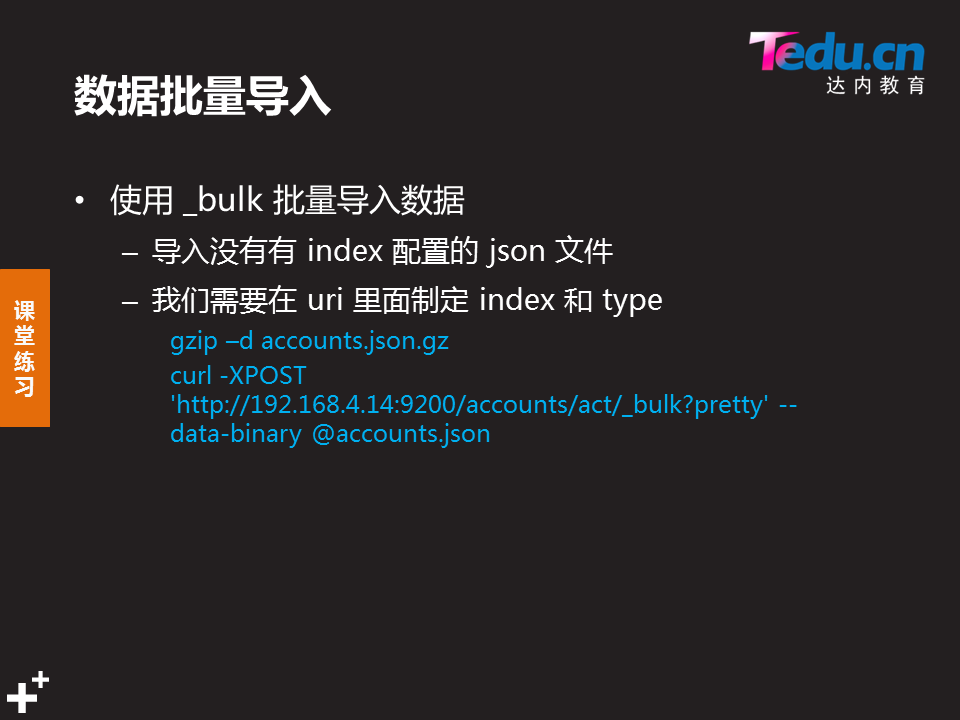 Tedu.cn
达内教育
数据批量导入
• 使用 _bulk 批量导入数据
– 导入没有有 index 配置的 json 文件
– 我们需要在 uri 里面制定 index 和 type
gzip –d accounts.json.gz
curl -XPOST
'http://192.168.4.14:9200/accounts/act/_bulk?pretty' --
data-binary @accounts.json
课
堂
练
习